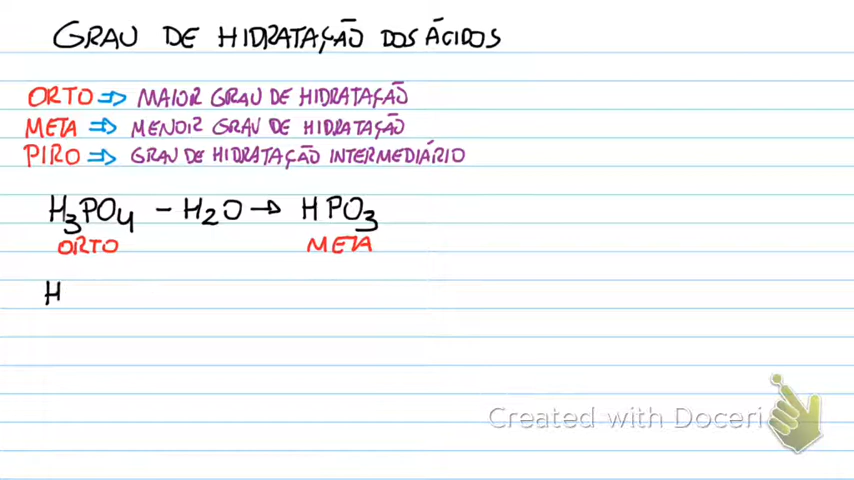 GRAU DE HIDRATAÇÃO DOS ÁCIDOS
ORTO ⇒ MAIOR GRAU DE HIDRATAÇÃO
META ⇒ MENOR GRAU DE HIDRATAÇÃO
PIRO ⇒ GRAU DE HIDRATAÇÃO INTERMEDIÁRIO
H₃PO₄ - H₂O → HPO₃
ORTO META
H
Created with Doceri